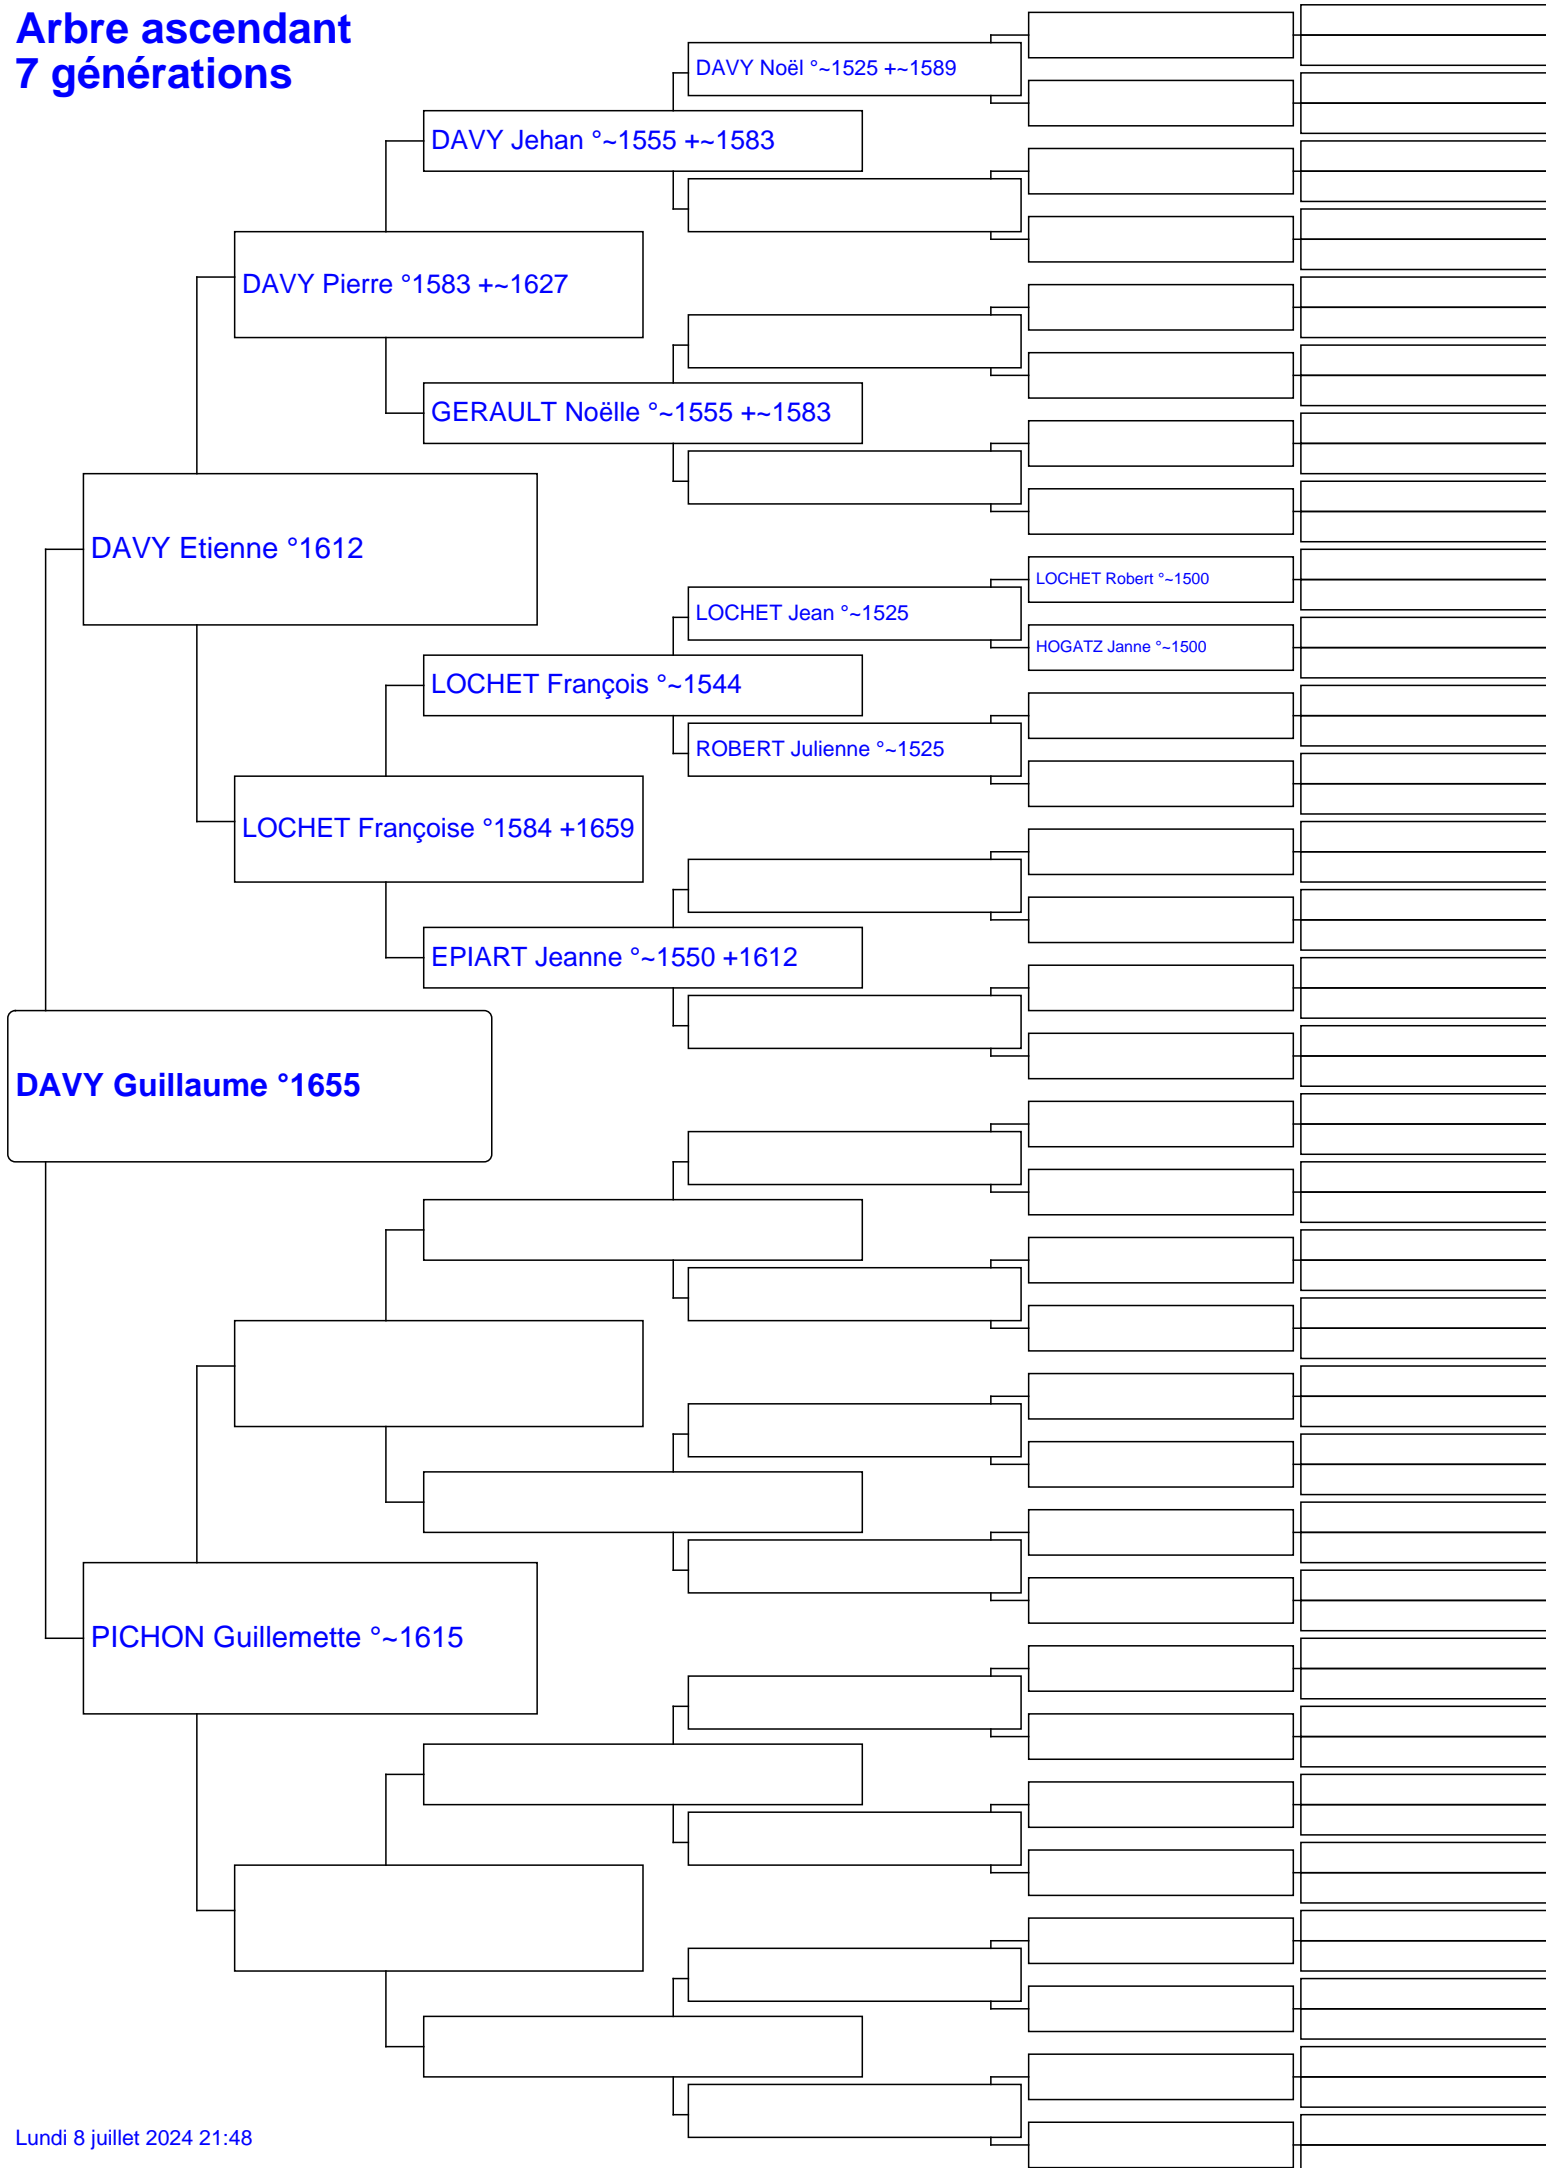 Arbre ascendant
7 générations
DAVY Noël °~1525 +~1589
DAVY Jehan °~1555 +~1583
DAVY Pierre °1583 +~1627
GERAULT Noëlle °~1555 +~1583
DAVY Etienne °1612
LOCHET Robert °~1500
LOCHET Jean °~1525
HOGATZ Janne °~1500
LOCHET François °~1544
ROBERT Julienne °~1525
LOCHET Françoise °1584 +1659
EPIART Jeanne °~1550 +1612
DAVY Guillaume °1655
PICHON Guillemette °~1615
Lundi 8 juillet 2024 21:48